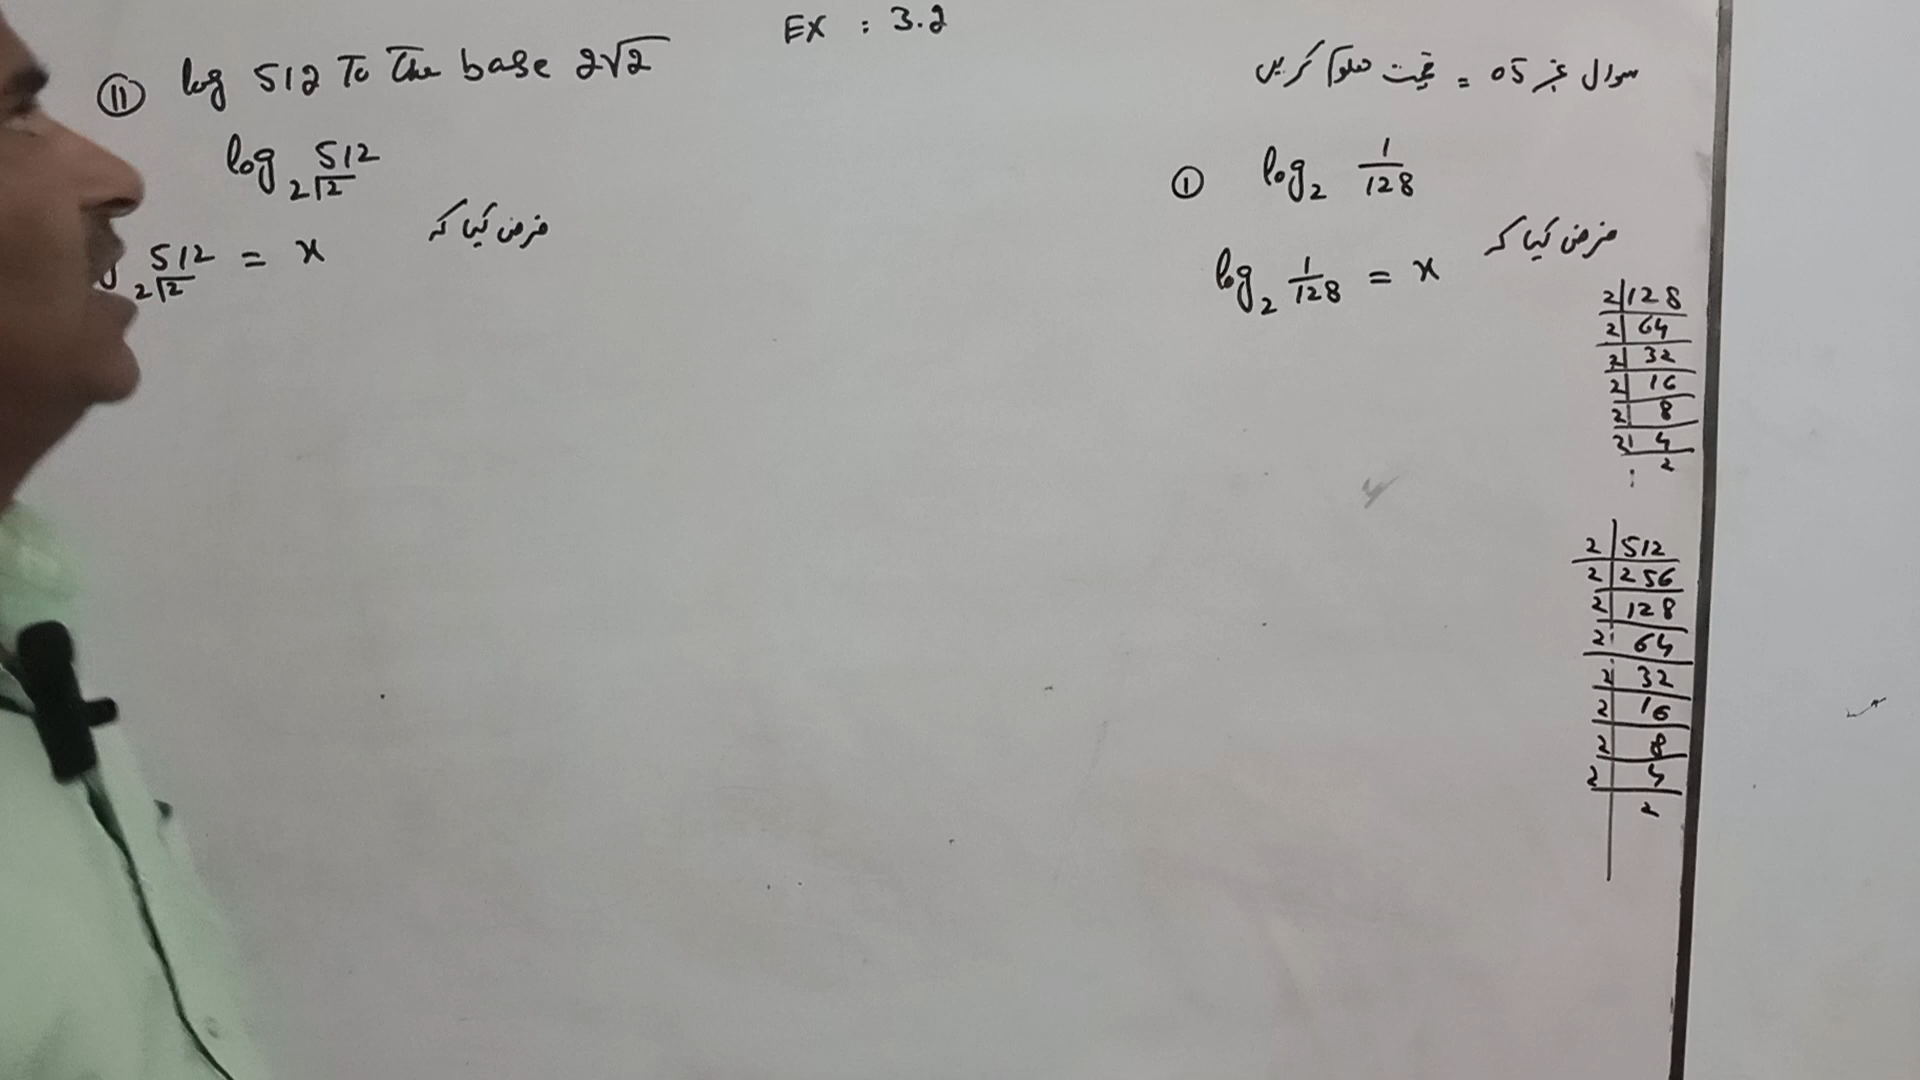 EX : 3.2
سوال نمبر 05 = قیمت معلوم کریں
① log₂ 1/128
فرض کیا کہ
log₂ 1/128 = x
2|128
2|64
2|32
2|16
2|8
2|4
2
2|512
2|256
2|128
2|64
2|32
2|16
2|8
2|4
2
⑪ log 512 To The base 2√2
log 2√2 512
فرض کیا کہ
g 2√2 512 = x